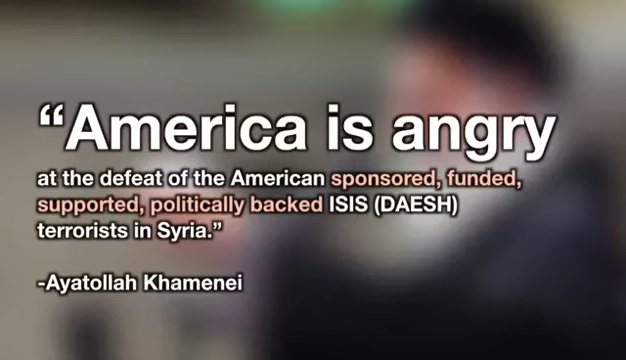 “America is angry
at the defeat of the American sponsored, funded,
supported, politically backed ISIS (DAESH)
terrorists in Syria.”
-Ayatollah Khamenei